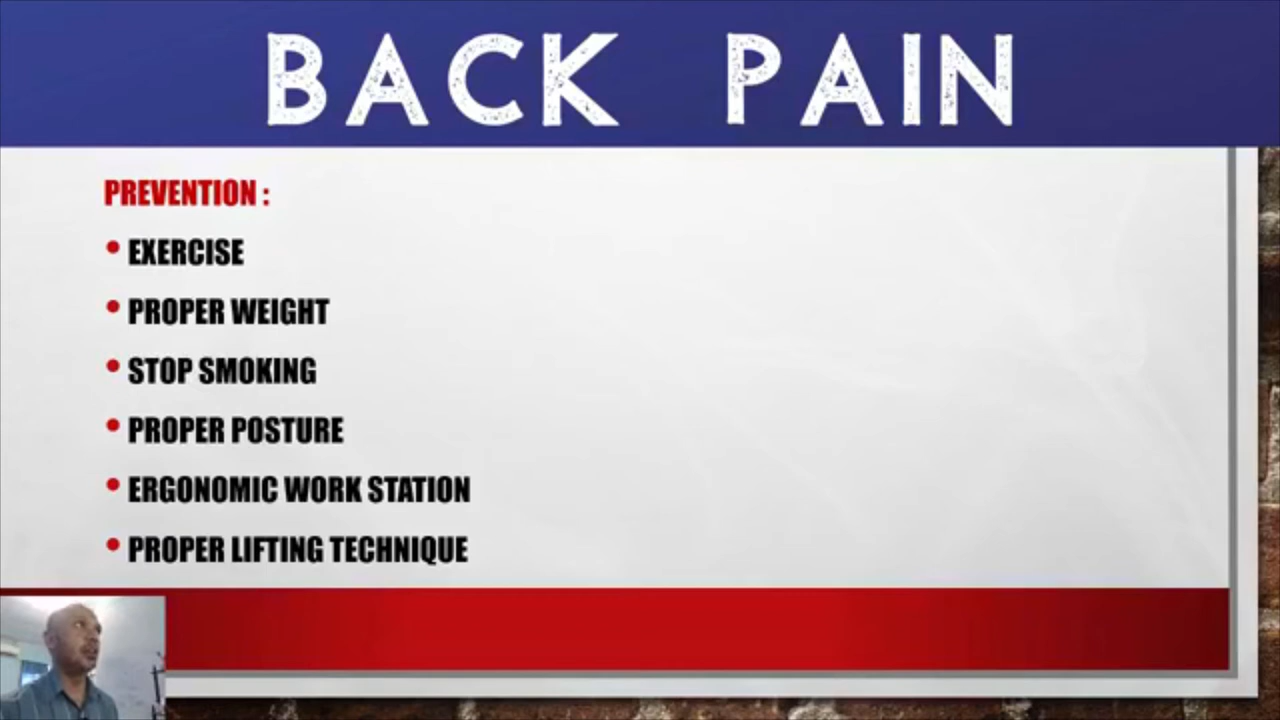 BACK PAIN
PREVENTION :
• EXERCISE
• PROPER WEIGHT
• STOP SMOKING
• PROPER POSTURE
• ERGONOMIC WORK STATION
• PROPER LIFTING TECHNIQUE